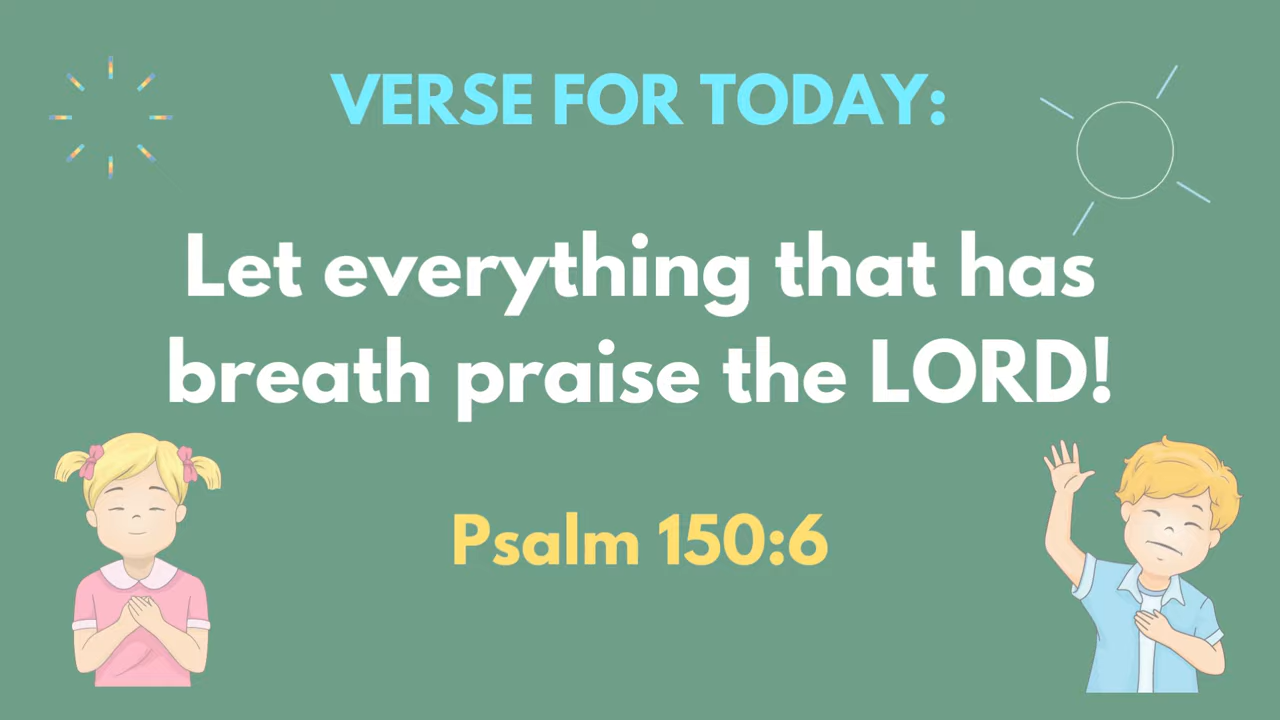 VERSE FOR TODAY:
Let everything that has
breath praise the LORD!
Psalm 150:6